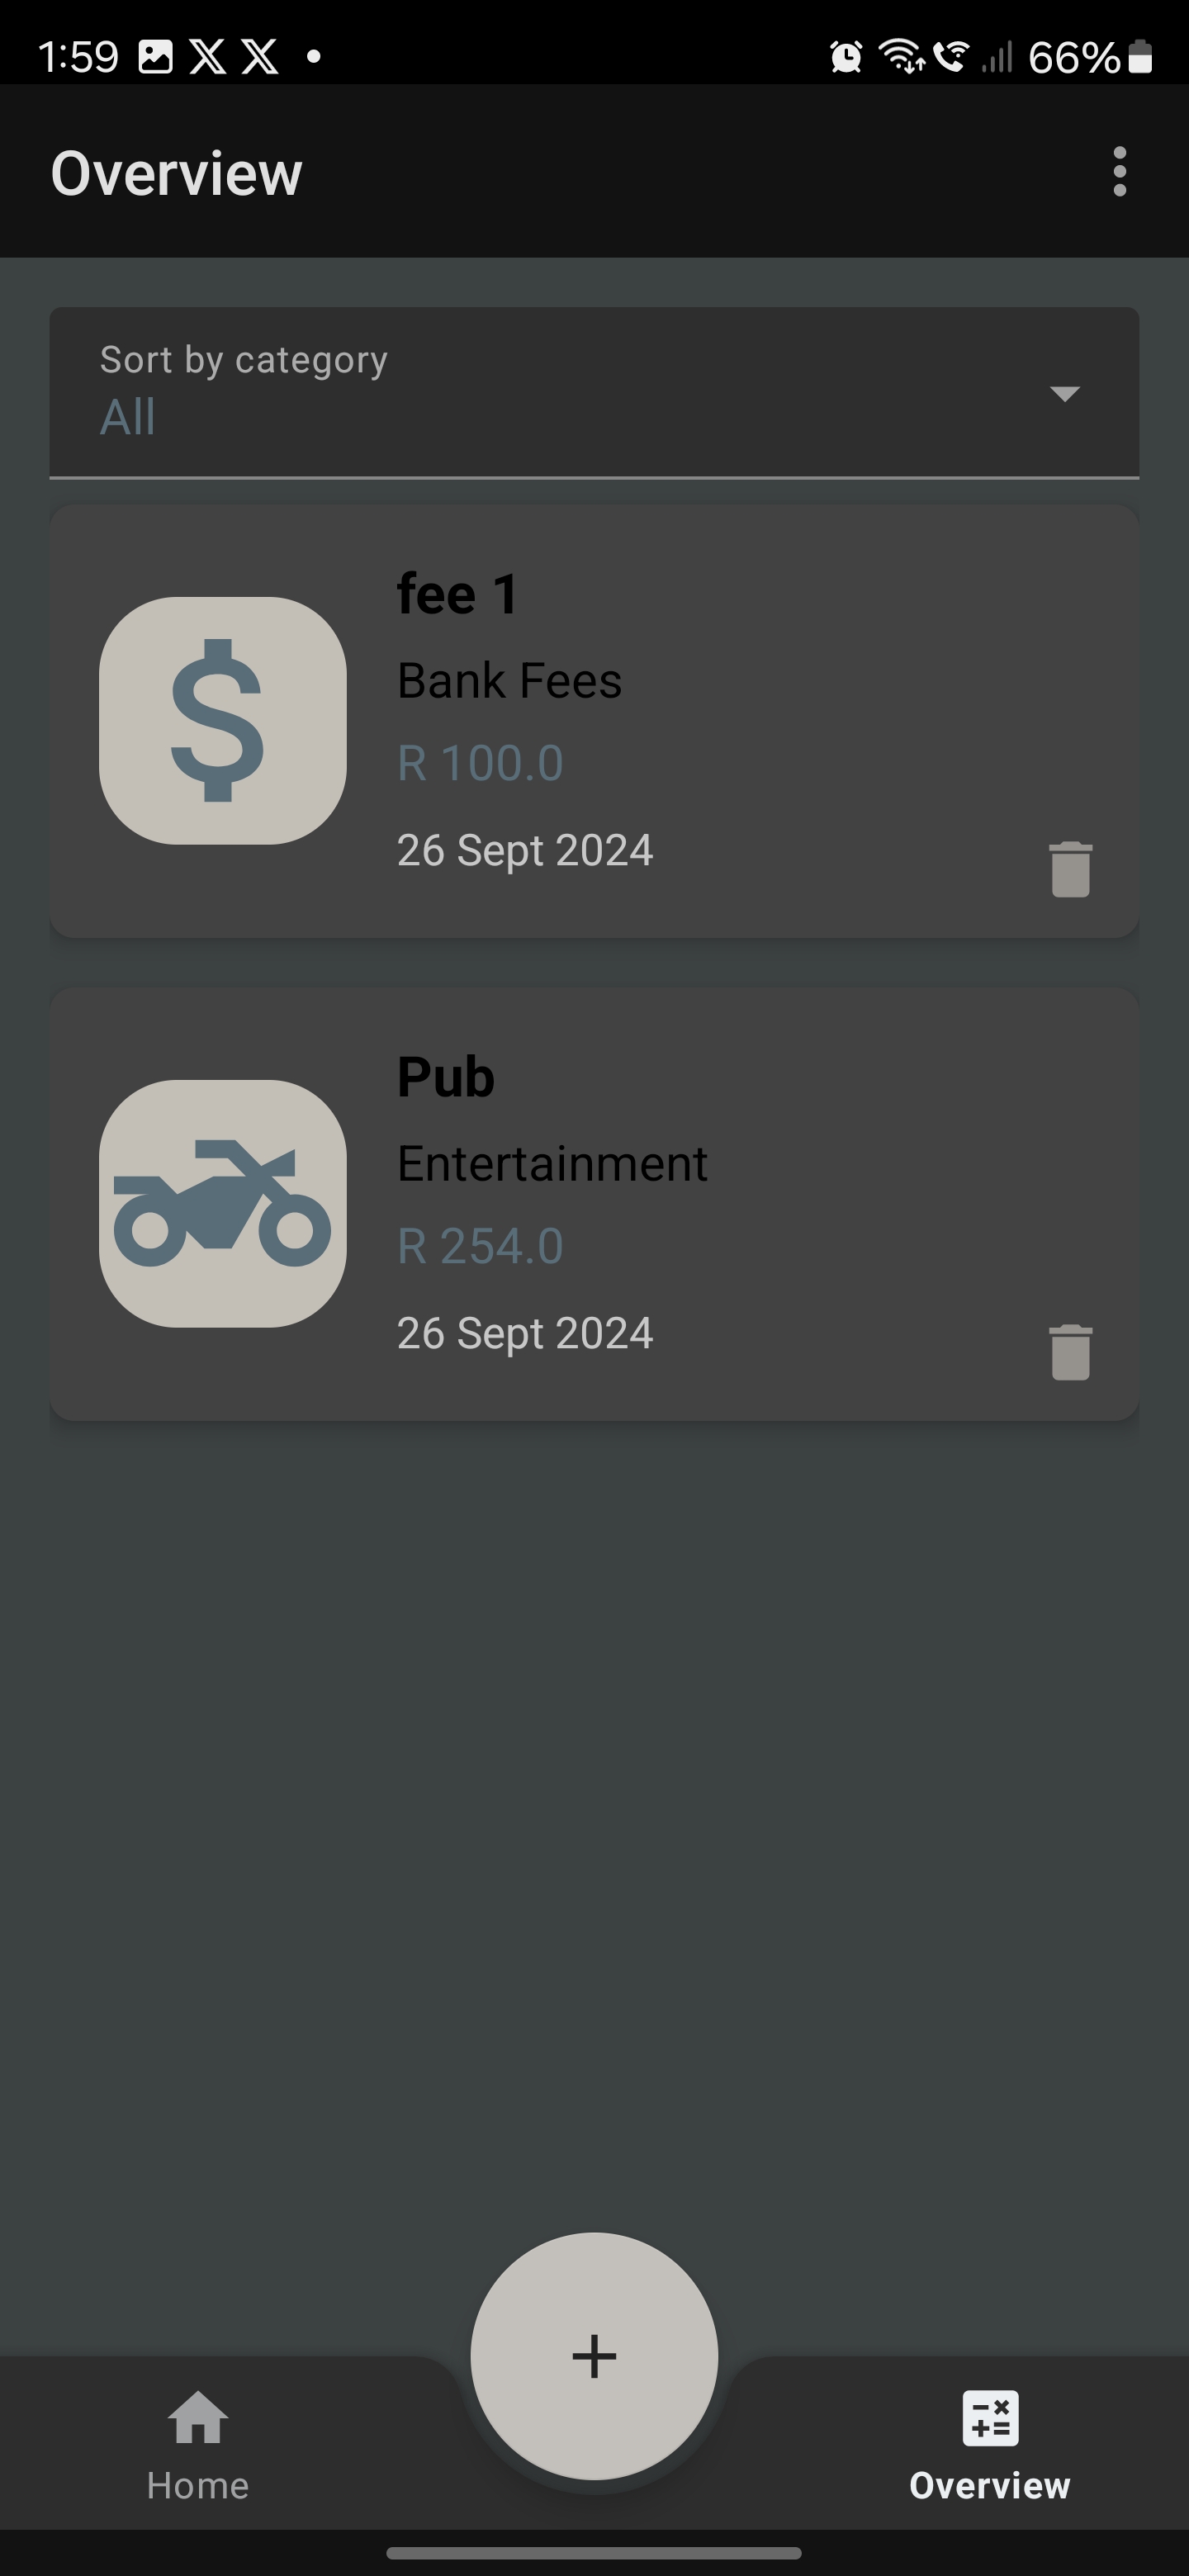 1:59 66%
Overview
Sort by category
All
fee 1
Bank Fees
R 100.0
26 Sept 2024
Pub
Entertainment
R 254.0
26 Sept 2024
Home Overview